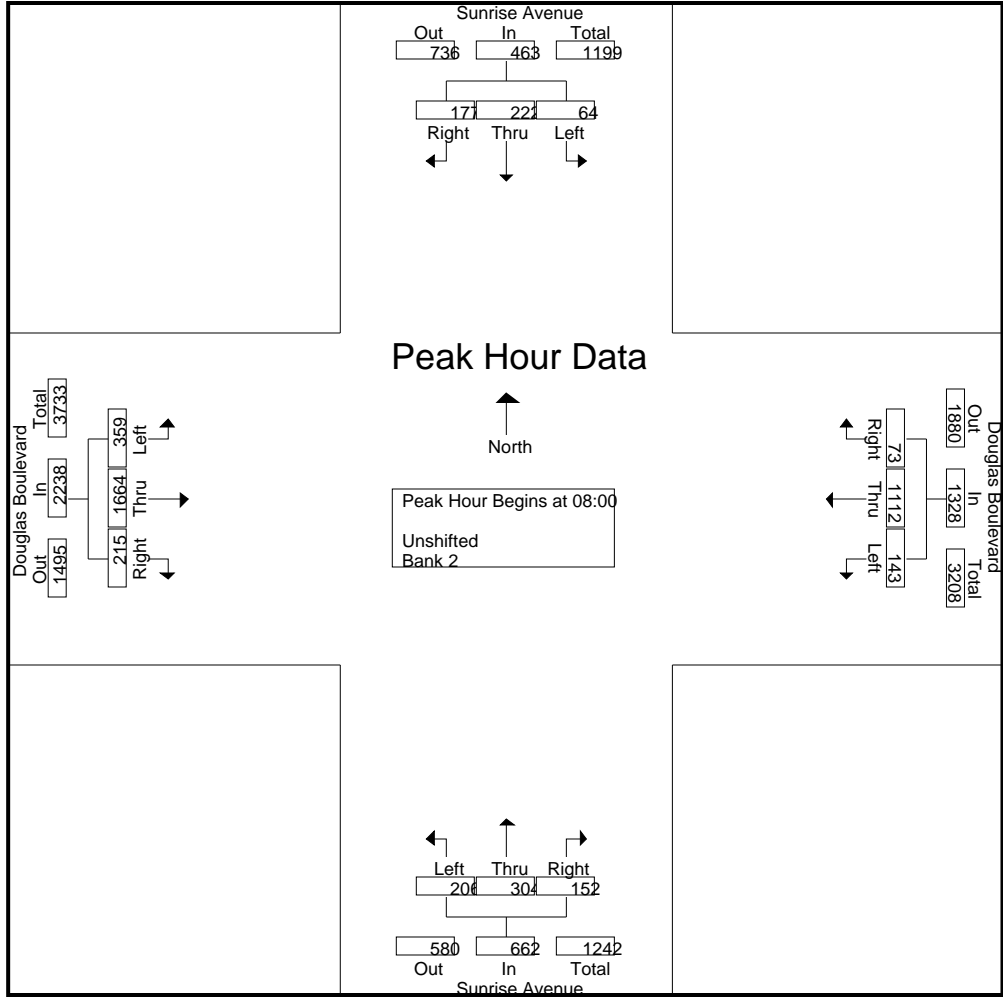 Sunrise Avenue
Out In Total
736 463 1199
177 222 64
Right Thru Left
Peak Hour Data
North
Peak Hour Begins at 08:00
Unshifted
Bank 2
Douglas Boulevard
Total In Out
3733 2238 1495
359 1664 215
Left Thru Right
Douglas Boulevard
Out In Total
1880 1328 3208
73 1112 143
Right Thru Left
Left Thru Right
206 304 152
580 662 1242
Out In Total
Sunrise Avenue